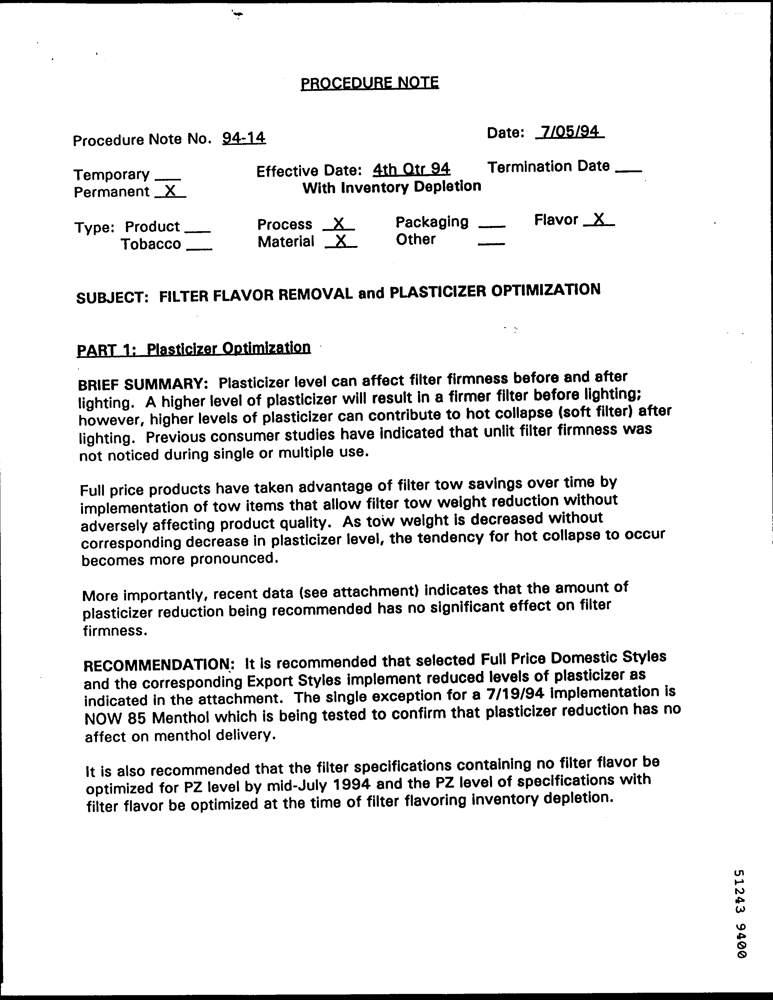 PROCEDURE NOTE
Procedure Note No. 94-14 Date: 7/05/94
Temporary ___ Effective Date: 4th Qtr 94 Termination Date ___
Permanent _X_ With Inventory Depletion
Type: Product ___ Process _X_ Packaging ___ Flavor _X_
Tobacco ___ Material _X_ Other ___
SUBJECT: FILTER FLAVOR REMOVAL and PLASTICIZER OPTIMIZATION
PART 1: Plasticizer Optimization
BRIEF SUMMARY: Plasticizer level can affect filter firmness before and after
lighting. A higher level of plasticizer will result in a firmer filter before lighting;
however, higher levels of plasticizer can contribute to hot collapse (soft filter) after
lighting. Previous consumer studies have indicated that unlit filter firmness was
not noticed during single or multiple use.
Full price products have taken advantage of filter tow savings over time by
implementation of tow items that allow filter tow weight reduction without
adversely affecting product quality. As tow weight is decreased without
corresponding decrease in plasticizer level, the tendency for hot collapse to occur
becomes more pronounced.
More importantly, recent data (see attachment) indicates that the amount of
plasticizer reduction being recommended has no significant effect on filter
firmness.
RECOMMENDATION: It is recommended that selected Full Price Domestic Styles
and the corresponding Export Styles implement reduced levels of plasticizer as
indicated in the attachment. The single exception for a 7/19/94 implementation is
NOW 85 Menthol which is being tested to confirm that plasticizer reduction has no
affect on menthol delivery.
It is also recommended that the filter specifications containing no filter flavor be
optimized for PZ level by mid-July 1994 and the PZ level of specifications with
filter flavor be optimized at the time of filter flavoring inventory depletion.
51243 9400